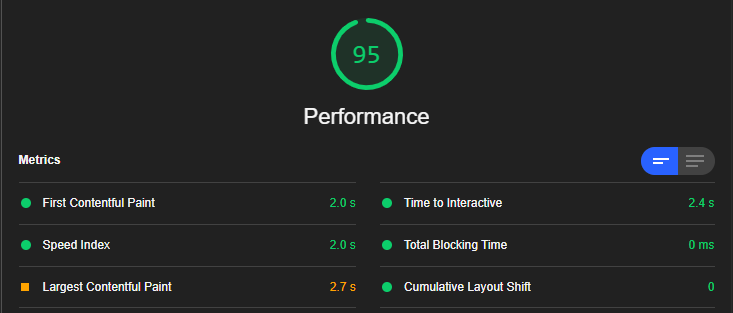 95
Performance
Metrics
First Contentful Paint 2.0 s
Time to Interactive 2.4 s
Speed Index 2.0 s
Total Blocking Time 0 ms
Largest Contentful Paint 2.7 s
Cumulative Layout Shift 0